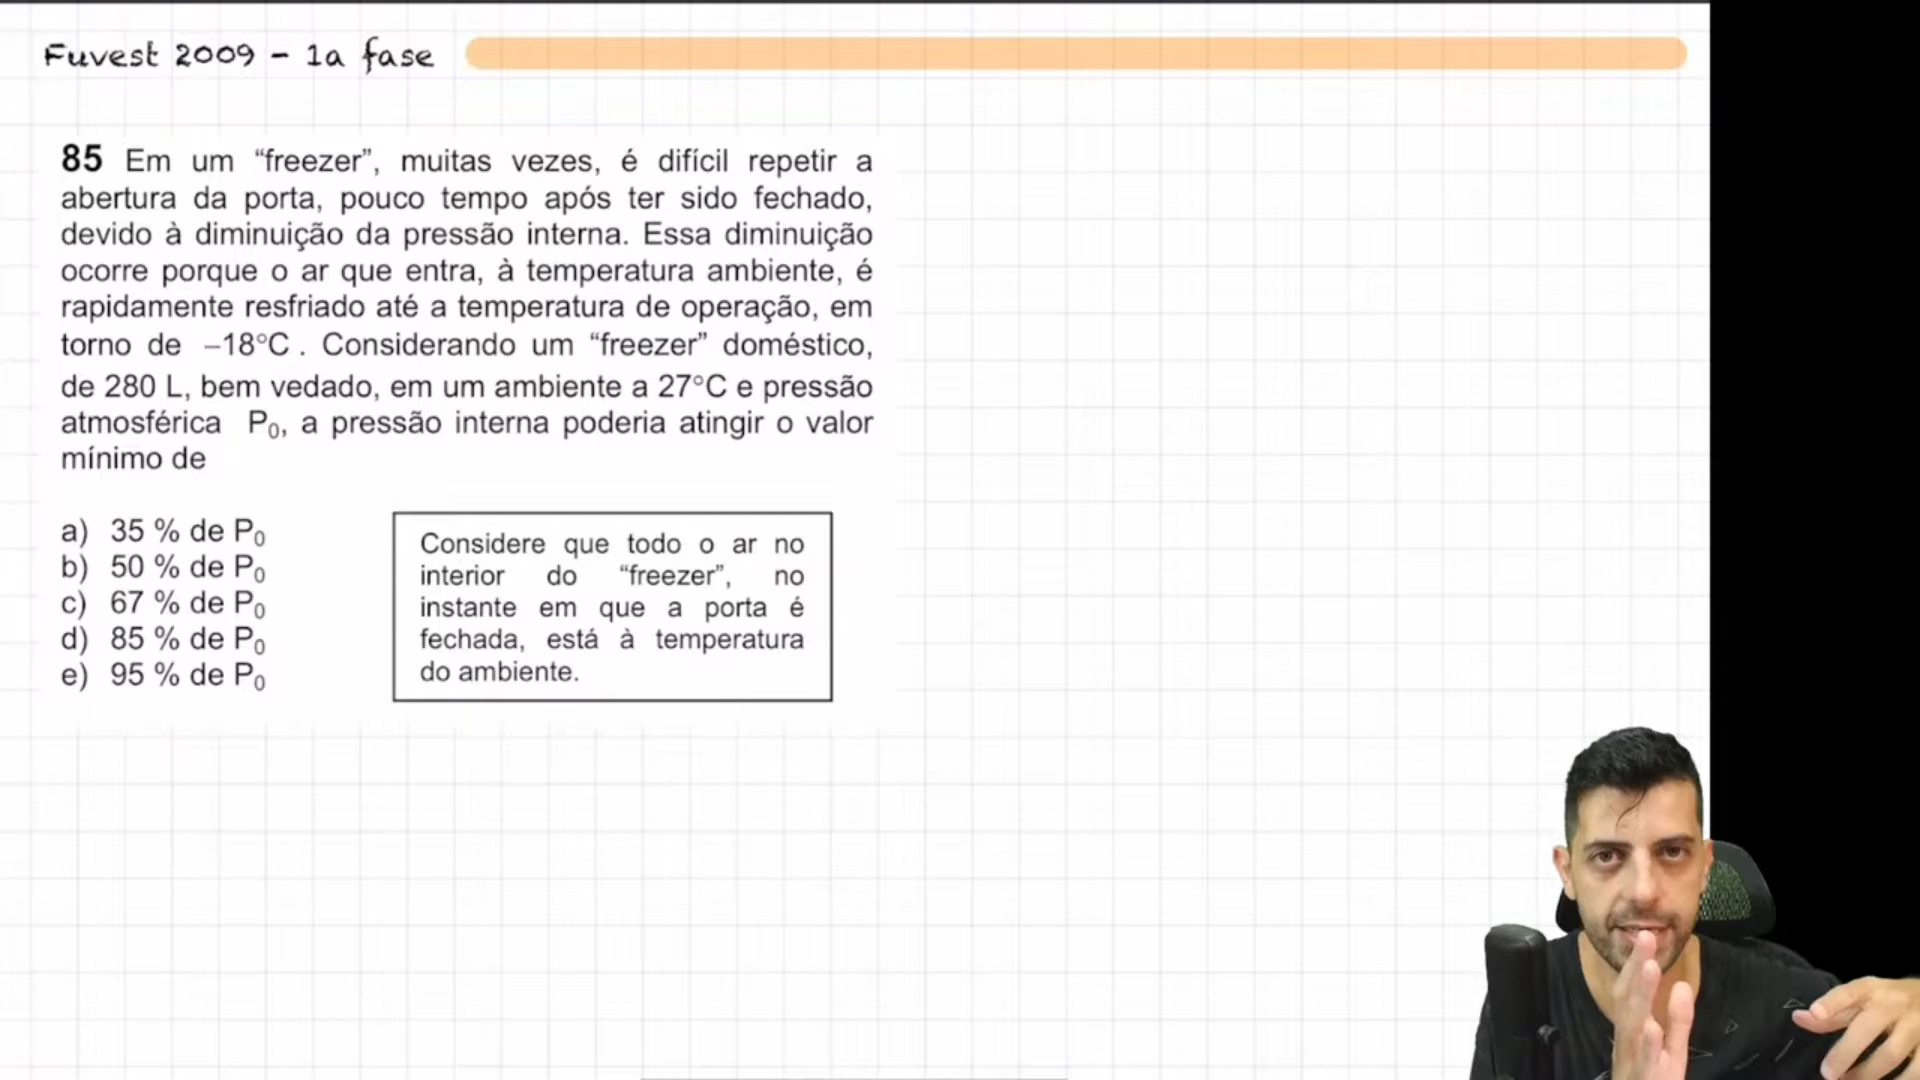 Fuvest 2009 - 1a fase
85 Em um “freezer”, muitas vezes, é difícil repetir a
abertura da porta, pouco tempo após ter sido fechado,
devido à diminuição da pressão interna. Essa diminuição
ocorre porque o ar que entra, à temperatura ambiente, é
rapidamente resfriado até a temperatura de operação, em
torno de –18°C . Considerando um “freezer” doméstico,
de 280 L, bem vedado, em um ambiente a 27°C e pressão
atmosférica P₀, a pressão interna poderia atingir o valor
mínimo de
a) 35 % de P₀
b) 50 % de P₀
c) 67 % de P₀
d) 85 % de P₀
e) 95 % de P₀
Considere que todo o ar no
interior do “freezer”, no
instante em que a porta é
fechada, está à temperatura
do ambiente.